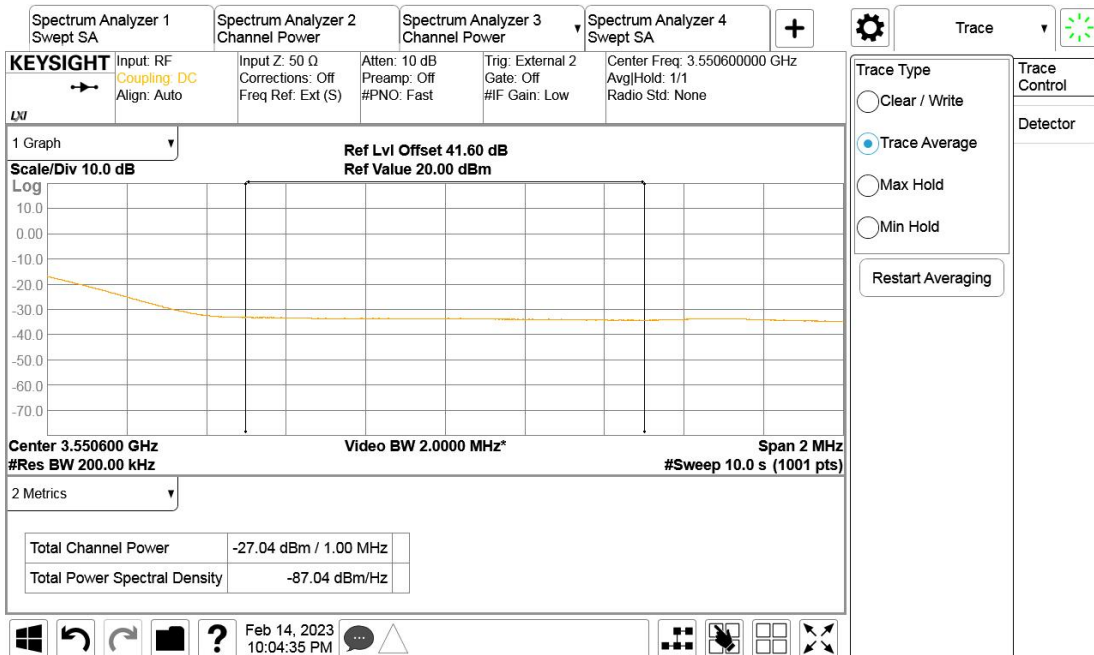 Spectrum Analyzer 1
Swept SA
Spectrum Analyzer 2
Channel Power
Spectrum Analyzer 3
Channel Power
Spectrum Analyzer 4
Swept SA
Trace
KEYSIGHT
LXI
Input: RF
Coupling: DC
Align: Auto
Input Z: 50 Ω
Corrections: Off
Freq Ref: Ext (S)
Atten: 10 dB
Preamp: Off
#PNO: Fast
Trig: External 2
Gate: Off
#IF Gain: Low
Center Freq: 3.550600000 GHz
Avg|Hold: 1/1
Radio Std: None
1 Graph
Scale/Div 10.0 dB
Ref Lvl Offset 41.60 dB
Ref Value 20.00 dBm
Log
10.0
0.00
-10.0
-20.0
-30.0
-40.0
-50.0
-60.0
-70.0
Center 3.550600 GHz
#Res BW 200.00 kHz
Video BW 2.0000 MHz*
Span 2 MHz
#Sweep 10.0 s (1001 pts)
2 Metrics
Total Channel Power -27.04 dBm / 1.00 MHz
Total Power Spectral Density -87.04 dBm/Hz
Feb 14, 2023
10:04:35 PM
Trace Type
Clear / Write
Trace Average
Max Hold
Min Hold
Restart Averaging
Trace
Control
Detector